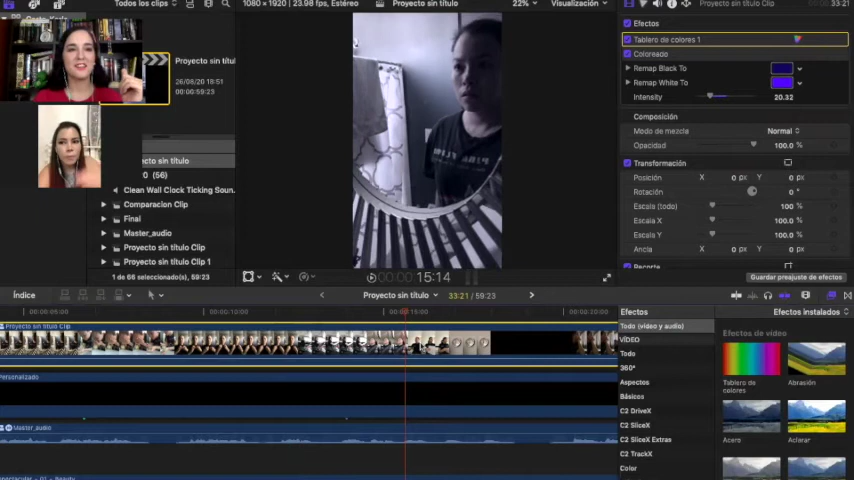 Todos los clips
1080 × 1920 | 23.98 fps, Estéreo
Proyecto sin título
22%
Visualización
Proyecto sin título Clip
33:21
Proyecto sin títul
26/08/20 18:51
00:00:59:23
yecto sin título
(56)
Clean Wall Clock Ticking Soun...
Comparacion Clip
Final
Master_audio
Proyecto sin título Clip
Proyecto sin título Clip 1
1 de 66 seleccionado(s), 59:23
15:14
Efectos
Tablero de colores 1
Coloreado
Remap Black To
Remap White To
Intensity 20.32
Composición
Modo de mezcla Normal
Opacidad 100.0 %
Transformación
Posición X 0 px Y 0 px
Rotación 0 °
Escala (todo) 100 %
Escala X 100.0 %
Escala Y 100.0 %
Ancla X 0 px Y 0 px
Recorte
Guardar preajuste de efectos
Índice
Proyecto sin título
33:21 / 59:23
00:00:05:00
00:00:10:00
00:00:15:00
00:00:20:00
Proyecto sin título Clip
Personalizado
Master_audio
Efectos
Efectos instalados
Todo (vídeo y audio)
VÍDEO
Todo
360°
Aspectos
Básicos
C2 DriveX
C2 SliceX
C2 SliceX Extras
C2 TrackX
Color
Efectos de vídeo
Tablero de colores
Abrasión
Acero
Aclarar